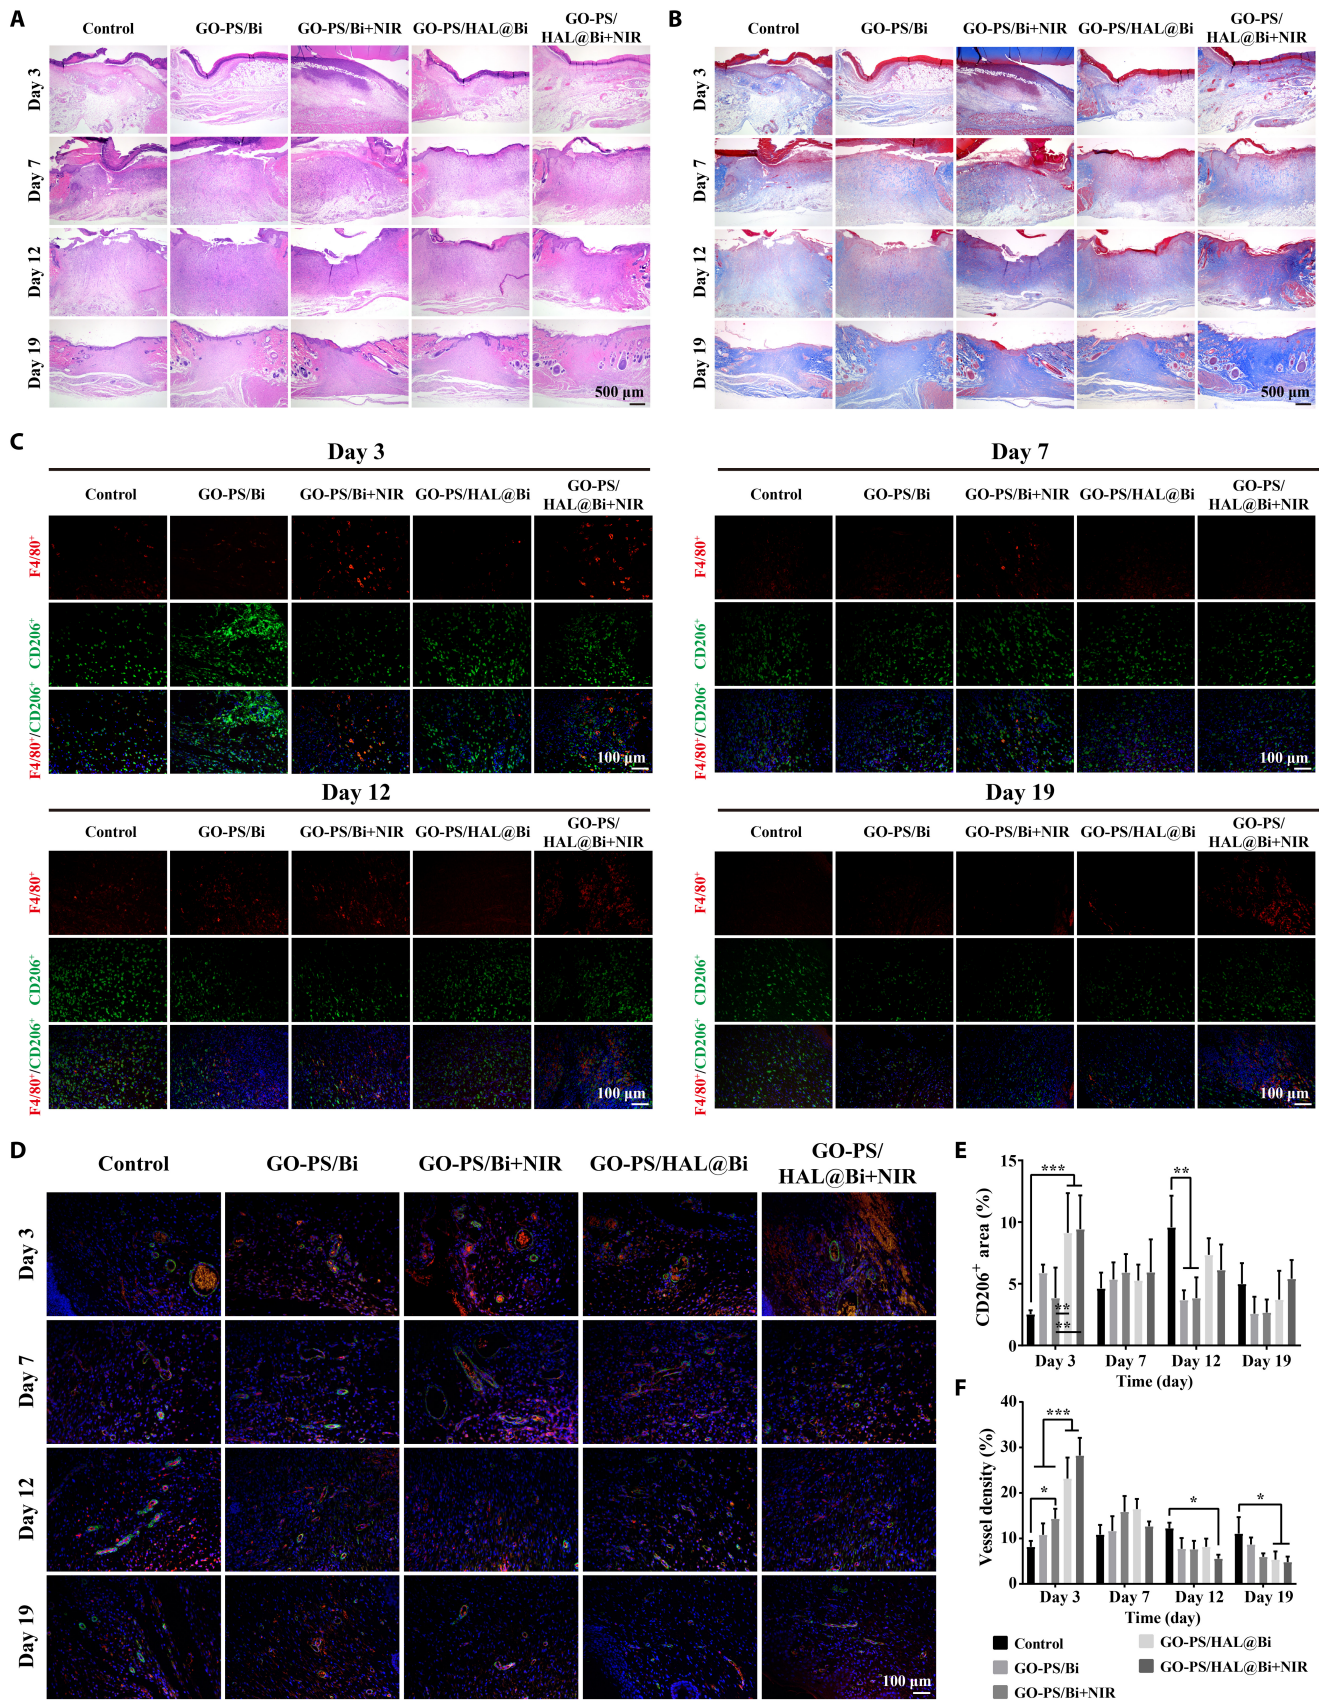 A
Control
GO-PS/Bi
GO-PS/Bi+NIR
GO-PS/HAL@Bi
GO-PS/
HAL@Bi+NIR
Day 3
Day 7
Day 12
Day 19
500 μm
B
Control
GO-PS/Bi
GO-PS/Bi+NIR
GO-PS/HAL@Bi
GO-PS/
HAL@Bi+NIR
Day 3
Day 7
Day 12
Day 19
500 μm
C
Day 3
Control
GO-PS/Bi
GO-PS/Bi+NIR
GO-PS/HAL@Bi
GO-PS/
HAL@Bi+NIR
F4/80⁺
CD206⁺
F4/80⁺/CD206⁺
100 μm
Day 7
Control
GO-PS/Bi
GO-PS/Bi+NIR
GO-PS/HAL@Bi
GO-PS/
HAL@Bi+NIR
F4/80⁺
CD206⁺
F4/80⁺/CD206⁺
100 μm
Day 12
Control
GO-PS/Bi
GO-PS/Bi+NIR
GO-PS/HAL@Bi
GO-PS/
HAL@Bi+NIR
F4/80⁺
CD206⁺
F4/80⁺/CD206⁺
100 μm
Day 19
Control
GO-PS/Bi
GO-PS/Bi+NIR
GO-PS/HAL@Bi
GO-PS/
HAL@Bi+NIR
F4/80⁺
CD206⁺
F4/80⁺/CD206⁺
100 μm
D
Control
GO-PS/Bi
GO-PS/Bi+NIR
GO-PS/HAL@Bi
GO-PS/
HAL@Bi+NIR
Day 3
Day 7
Day 12
Day 19
100 μm
E
CD206⁺ area (%)
15
10
5
0
***
**
**
**
Day 3 Day 7 Day 12 Day 19
Time (day)
F
Vessel density (%)
40
30
20
10
0
***
*
*
*
Day 3 Day 7 Day 12 Day 19
Time (day)
Control
GO-PS/Bi
GO-PS/Bi+NIR
GO-PS/HAL@Bi
GO-PS/HAL@Bi+NIR